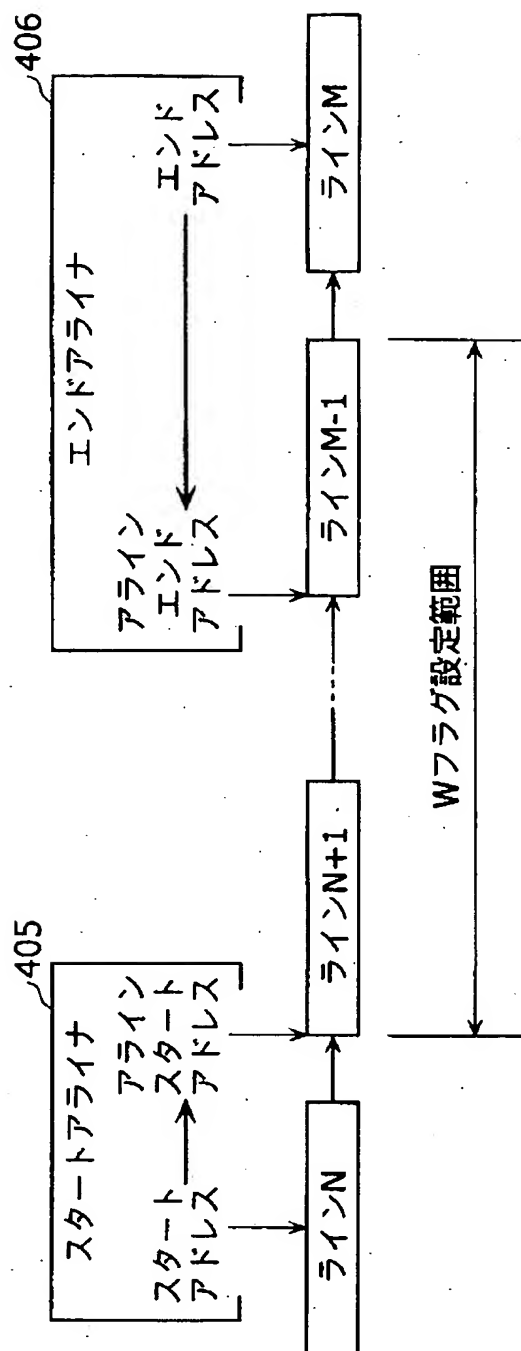 405
スタートアライナ
スタート
アドレス
アライン
スタート
アドレス
406
エンドアライナ
アライン
エンド
アドレス
エンド
アドレス
ラインN
ラインN+1
ラインM-1
ラインM
Wフラグ設定範囲